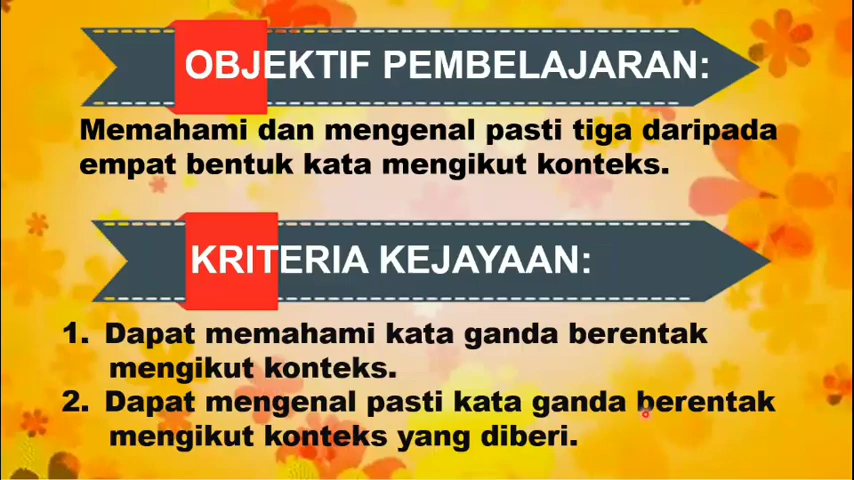 OBJEKTIF PEMBELAJARAN:
Memahami dan mengenal pasti tiga daripada
empat bentuk kata mengikut konteks.
KRITERIA KEJAYAAN:
1. Dapat memahami kata ganda berentak
mengikut konteks.
2. Dapat mengenal pasti kata ganda berentak
mengikut konteks yang diberi.